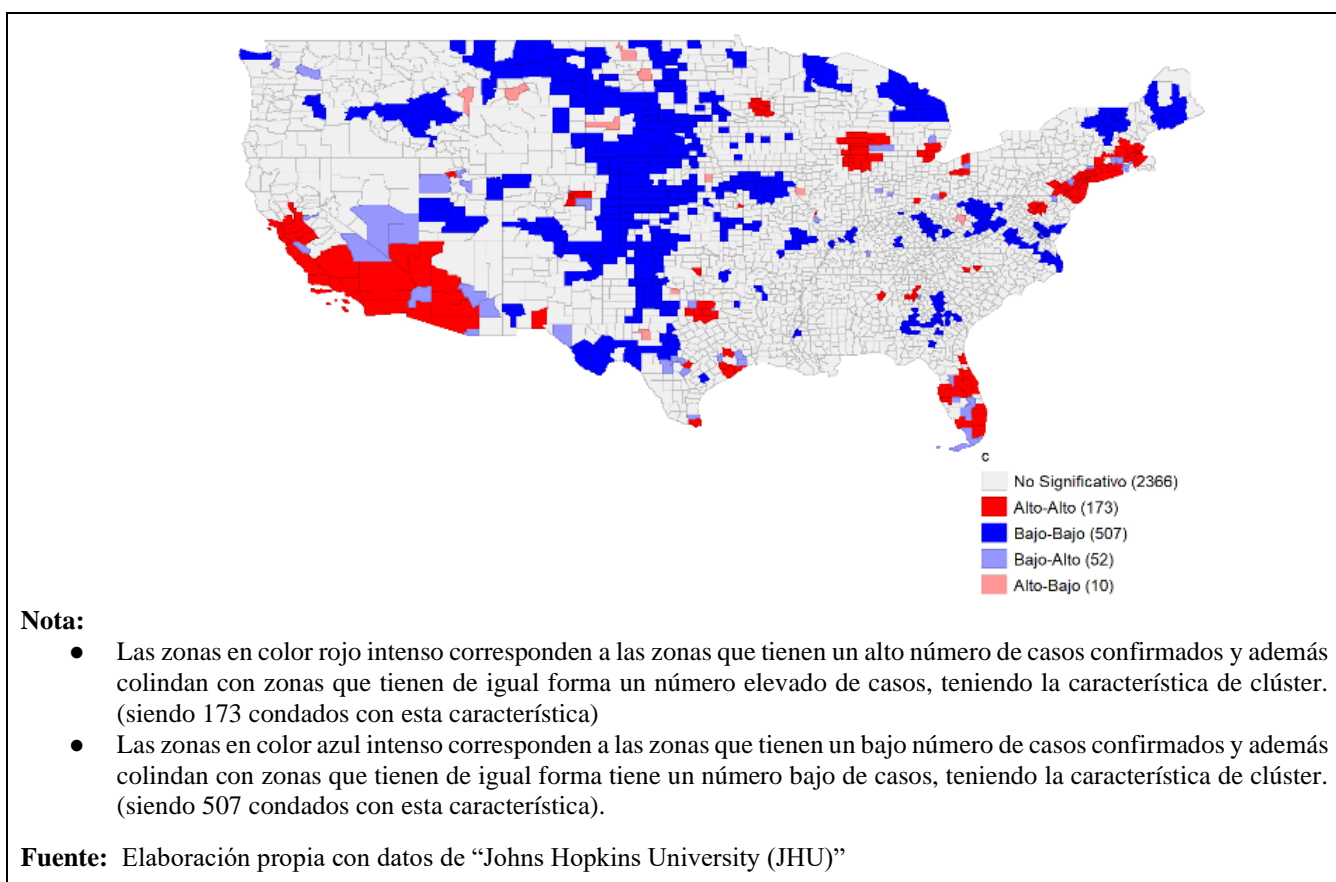 c
No Significativo (2366)
Alto-Alto (173)
Bajo-Bajo (507)
Bajo-Alto (52)
Alto-Bajo (10)
Nota:
● Las zonas en color rojo intenso corresponden a las zonas que tienen un alto número de casos confirmados y además
colindan con zonas que tienen de igual forma un número elevado de casos, teniendo la característica de clúster.
(siendo 173 condados con esta característica)
● Las zonas en color azul intenso corresponden a las zonas que tienen un bajo número de casos confirmados y además
colindan con zonas que tienen de igual forma tiene un número bajo de casos, teniendo la característica de clúster.
(siendo 507 condados con esta característica).
Fuente: Elaboración propia con datos de “Johns Hopkins University (JHU)”